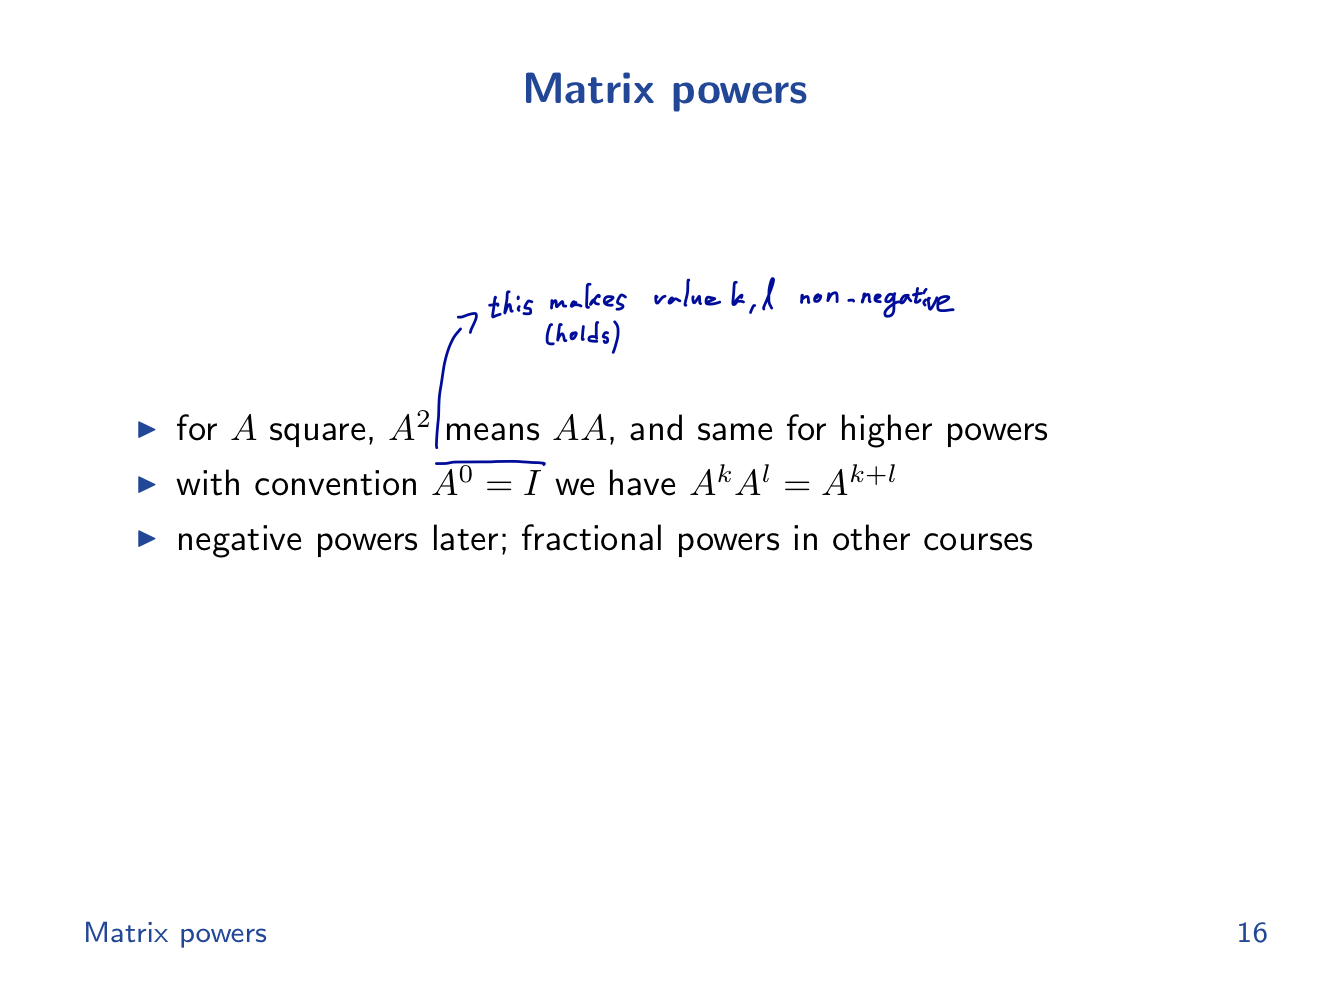 Matrix powers
this makes value k, l non-negative
(holds)
▶ for A square, A² means AA, and same for higher powers
▶ with convention A⁰ = I we have AᵏAˡ = Aᵏ⁺ˡ
▶ negative powers later; fractional powers in other courses
Matrix powers 16